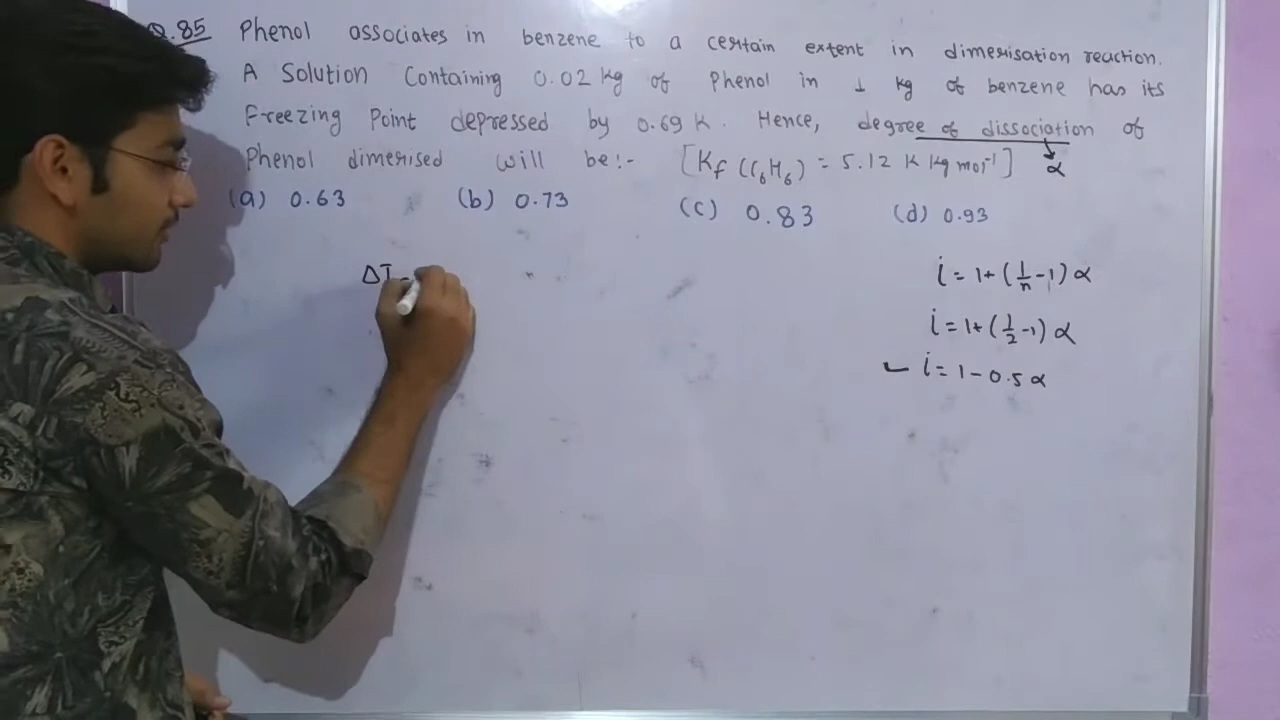 Q.85 Phenol associates in benzene to a certain extent in dimerisation reaction.
A Solution Containing 0.02 kg of Phenol in 1 kg of benzene has its
Freezing Point depressed by 0.69 K. Hence, degree of dissociation of
Phenol dimerised will be:- [Kf (C6H6) = 5.12 K kg mol⁻¹] α
(a) 0.63 (b) 0.73 (c) 0.83 (d) 0.93
ΔT =
i = 1+(1/n -1)α
i = 1+(1/2 -1)α
i = 1-0.5α